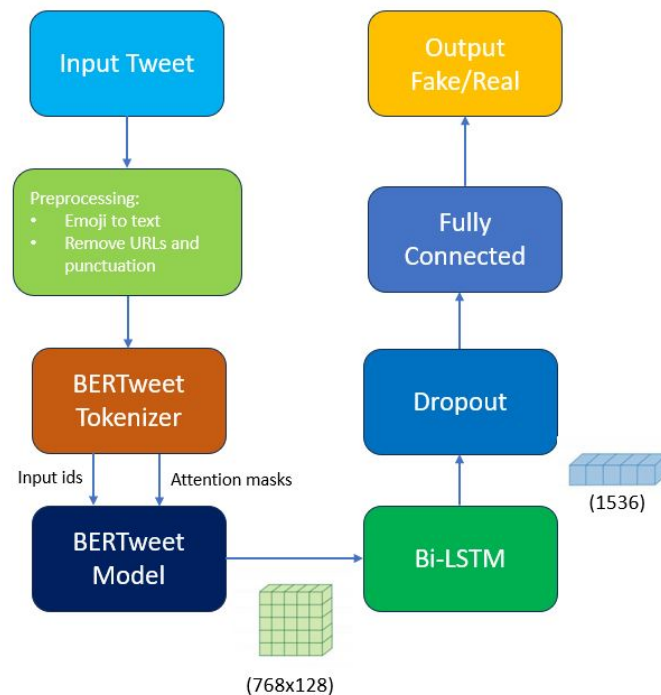 Input Tweet
Preprocessing:
• Emoji to text
• Remove URLs and
punctuation
BERTweet
Tokenizer
Input ids
Attention masks
BERTweet
Model
(768x128)
Bi-LSTM
(1536)
Dropout
Fully
Connected
Output
Fake/Real